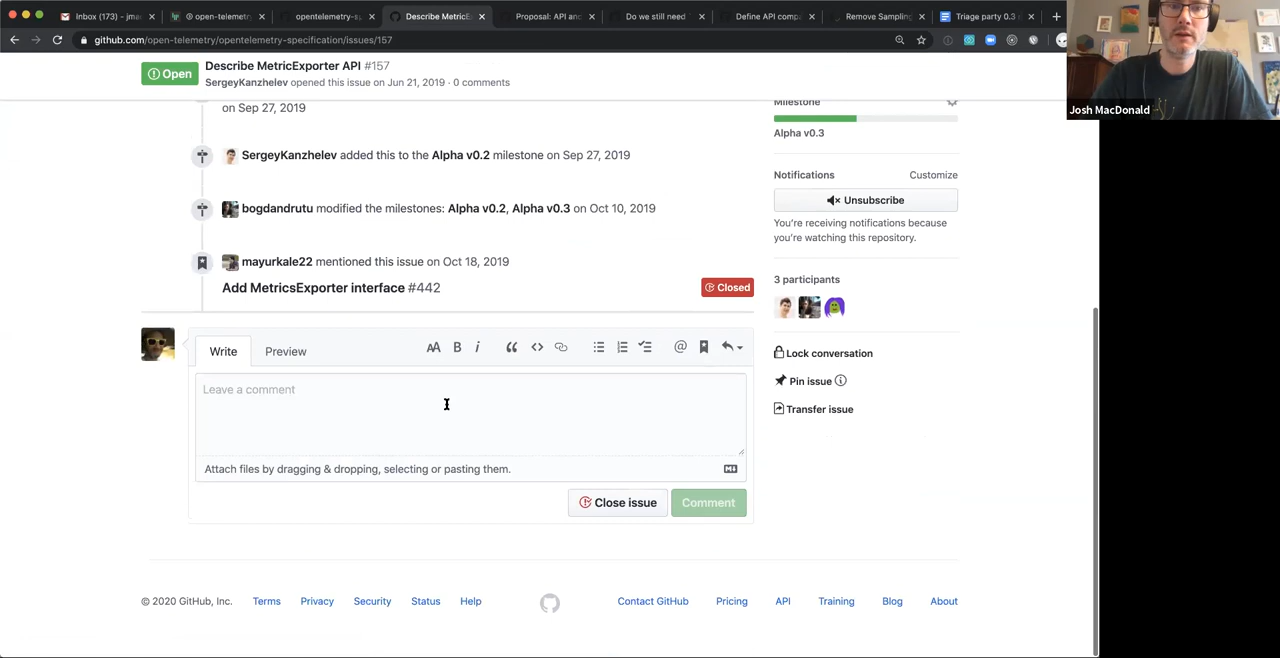 Inbox (173) – jma
open-telemetry
opentelemetry-sp
Describe MetricE
Proposal: API and
Do we still need
Define API compa
Remove Sampling
Triage party 0.3
github.com/open-telemetry/opentelemetry-specification/issues/157
Josh MacDonald
Open
Describe MetricExporter API #157
SergeyKanzhelev opened this issue on Jun 21, 2019 · 0 comments
on Sep 27, 2019
SergeyKanzhelev added this to the Alpha v0.2 milestone on Sep 27, 2019
bogdandrutu modified the milestones: Alpha v0.2, Alpha v0.3 on Oct 10, 2019
mayurkale22 mentioned this issue on Oct 18, 2019
Add MetricsExporter interface #442
Closed
Milestone
Alpha v0.3
Notifications
Customize
Unsubscribe
You're receiving notifications because
you're watching this repository.
3 participants
Lock conversation
Pin issue
Transfer issue
Write
Preview
AA B i
Leave a comment
Attach files by dragging & dropping, selecting or pasting them.
Close issue
Comment
© 2020 GitHub, Inc.
Terms
Privacy
Security
Status
Help
Contact GitHub
Pricing
API
Training
Blog
About